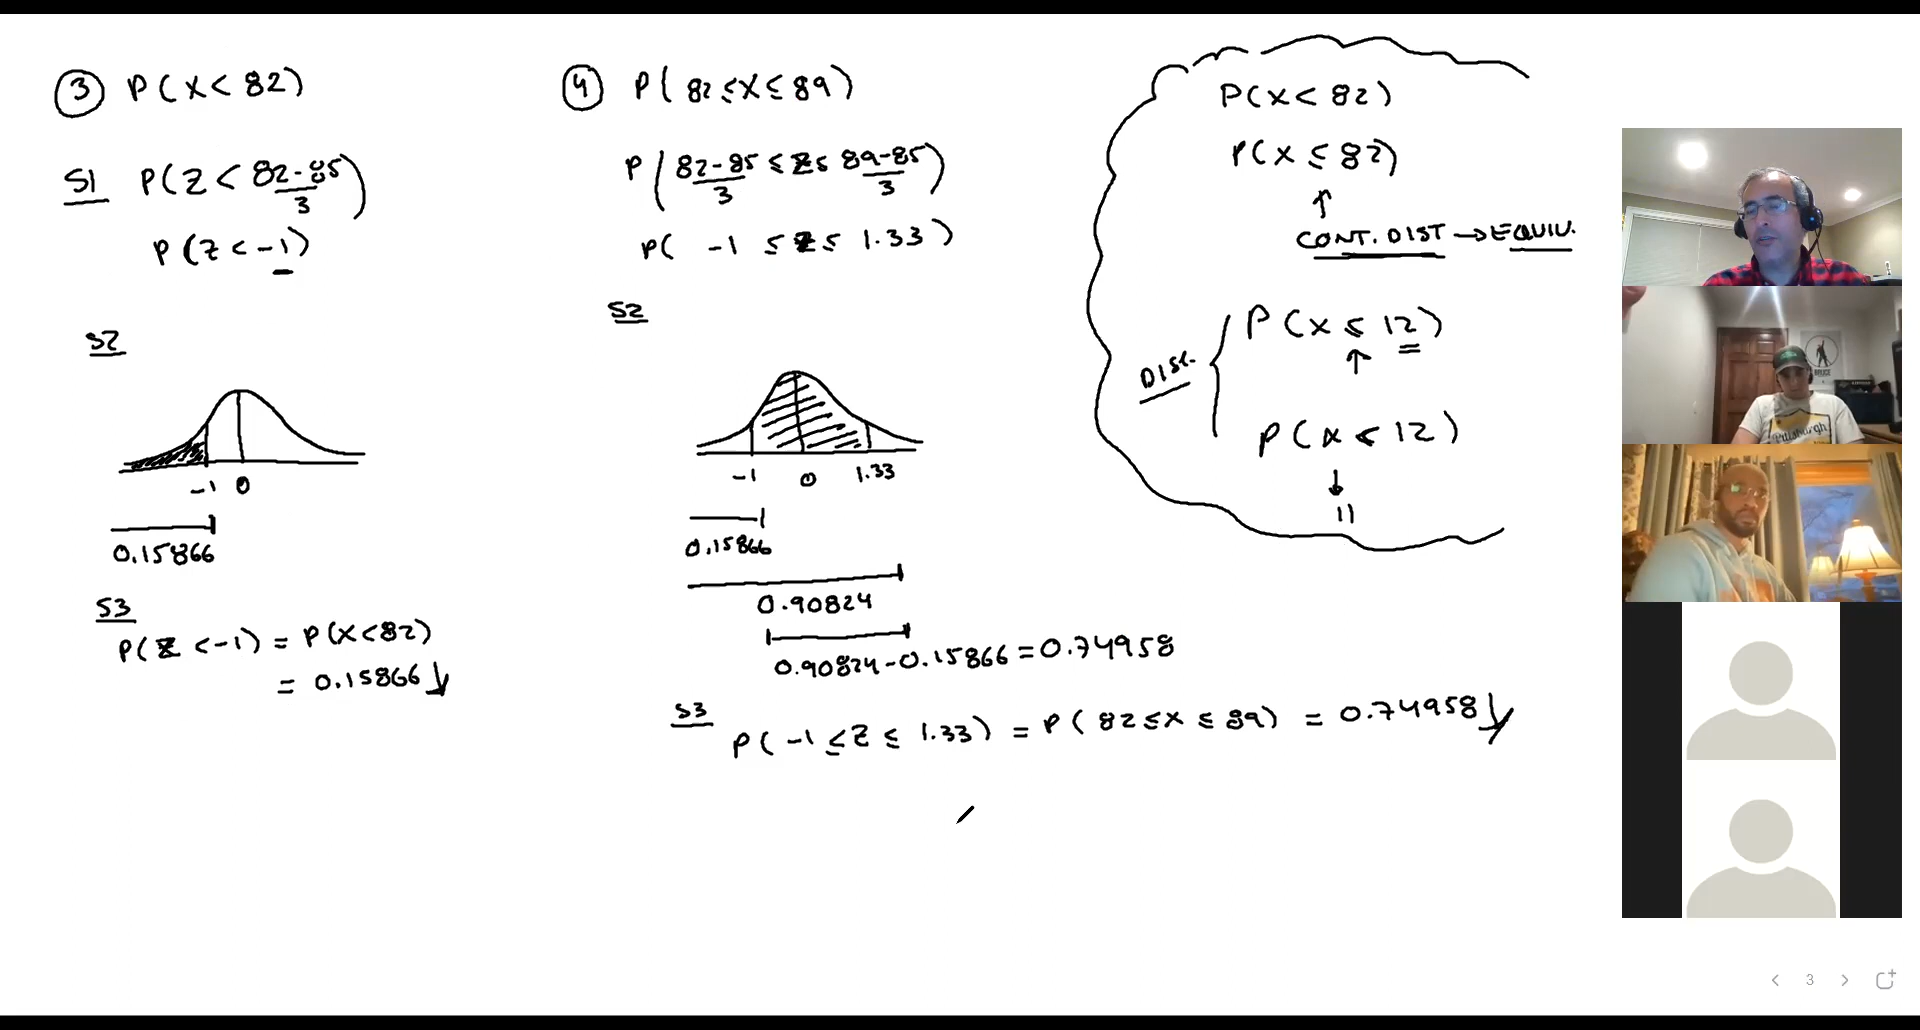 ③ P(X < 82)
S1 P(Z < 82-85/3)
P(Z < -1)
S2
-1 0
0.15866
S3
P(Z < -1) = P(X < 82)
= 0.15866
④ P(82 ≤ X ≤ 89)
P(82-85/3 ≤ Z ≤ 89-85/3)
P(-1 ≤ Z ≤ 1.33)
S2
-1 0 1.33
0.15866
0.90824
0.90824-0.15866 = 0.74958
S3
P(-1 ≤ Z ≤ 1.33) = P(82 ≤ X ≤ 89) = 0.74958
P(X < 82)
P(X ≤ 82)
↑
CONT. DIST → EQUIV.
DISC.
P(X ≤ 12)
↑
P(X < 12)
↓
11
Pittsburgh
BRUCE
3